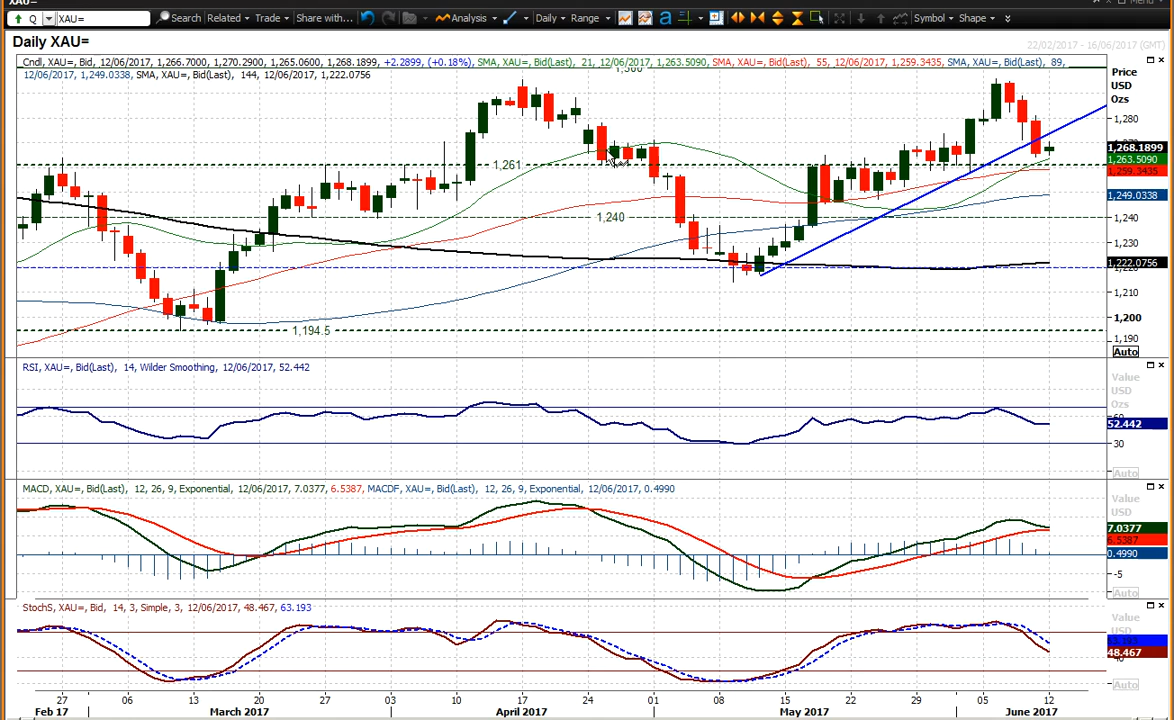 XAU=
Q XAU= Search Related Trade Share with... Analysis Daily Range Symbol Shape
Daily XAU=
22/02/2017 - 16/06/2017 (GMT)
Cndl, XAU=, Bid, 12/06/2017, 1,266.7000, 1,270.2900, 1,265.0600, 1,268.1899, +2.2899, (+0.18%), SMA, XAU=, Bid(Last), 21, 12/06/2017, 1,263.5090, SMA, XAU=, Bid(Last), 55, 12/06/2017, 1,259.3435, SMA, XAU=, Bid(Last), 89,
12/06/2017, 1,249.0338, SMA, XAU=, Bid(Last), 144, 12/06/2017, 1,222.0756
Price
USD
Ozs
1,280
1,268.1899
1,263.5090
1,261
1,259.3435
1,249.0338
1,240
1,240
1,230
1,222.0756
1,210
1,200
1,194.5
1,190
Auto
RSI, XAU=, Bid(Last), 14, Wilder Smoothing, 12/06/2017, 52.442
Value
USD
Ozs
52.442
30
Auto
MACD, XAU=, Bid(Last), 12, 26, 9, Exponential, 12/06/2017, 7.0377, 6.5387, MACDF, XAU=, Bid(Last), 12, 26, 9, Exponential, 12/06/2017, 0.4990
Value
USD
7.0377
6.5387
0.4990
-5
Auto
StochS, XAU=, Bid, 14, 3, Simple, 3, 12/06/2017, 48.467, 63.193
Value
USD
48.467
Auto
27 06 13 20 27 03 10 18 24 01 08 15 22 29 05 12
Feb 17 March 2017 April 2017 May 2017 June 2017